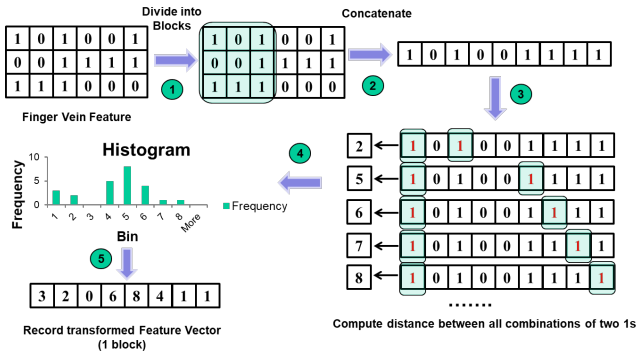 Divide into
Blocks
Concatenate
1 0 1 0 0 1
0 0 1 1 1 1
1 1 1 0 0 0
1
1 0 1 0 0 1
0 0 1 1 1 1
1 1 1 0 0 0
2
1 0 1 0 0 1 1 1 1
Finger Vein Feature
3
Histogram
4
2 1 0 1 0 0 1 1 1 1
5 1 0 1 0 0 1 1 1 1
6 1 0 1 0 0 1 1 1 1
7 1 0 1 0 0 1 1 1 1
8 1 0 1 0 0 1 1 1 1
.......
Compute distance between all combinations of two 1s
Frequency
10
5
0
1 2 3 4 5 6 7 8 More
Frequency
Bin
5
3 2 0 6 8 4 1 1
Record transformed Feature Vector
(1 block)